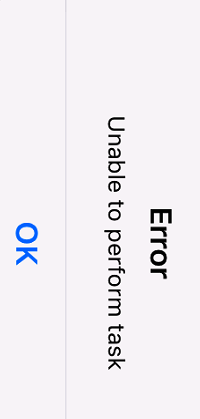 Error
Unable to perform task
OK